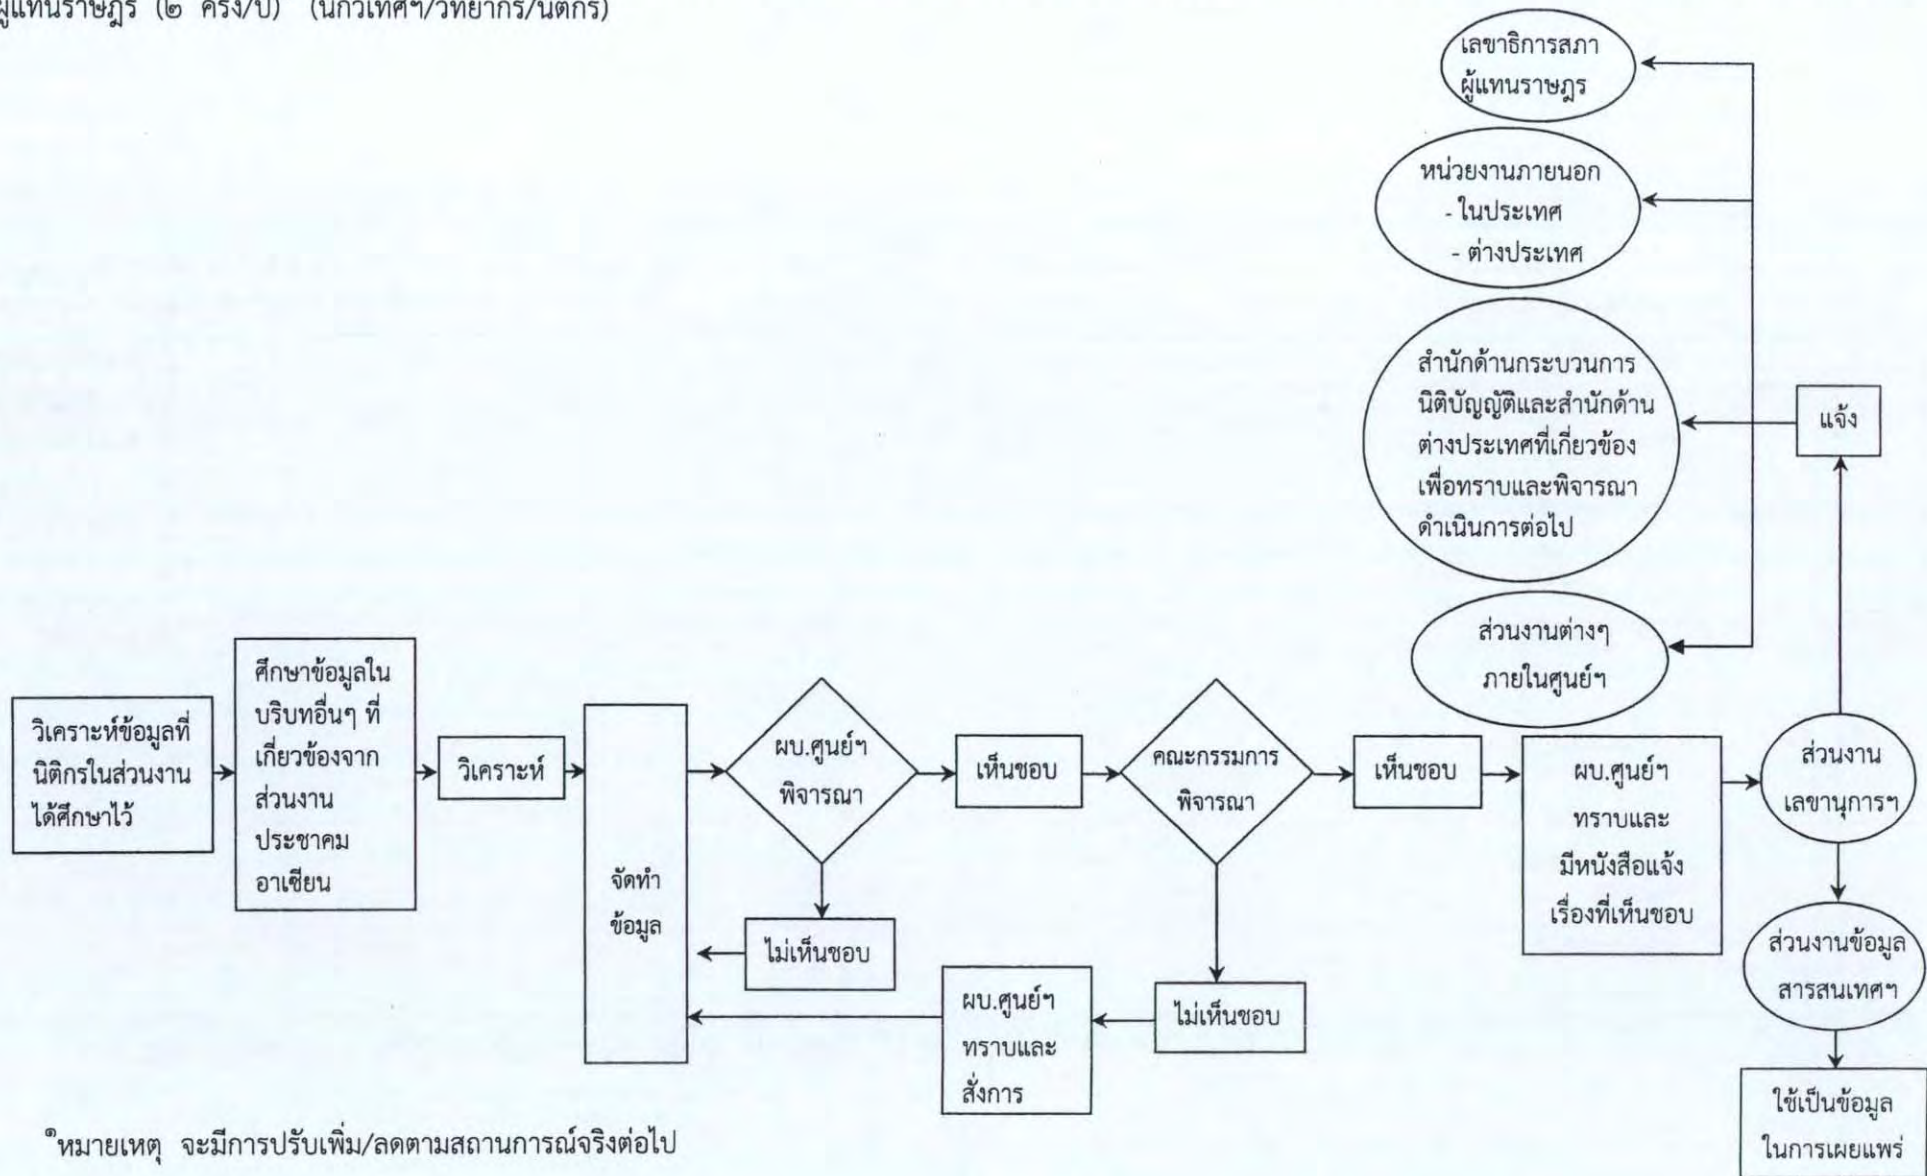 ผู้แทนราษฎร (๒ ครั้ง/ปี) (นักวิเทศฯ/วิทยากร/นิติกร)
เลขาธิการสภา
ผู้แทนราษฎร
หน่วยงานภายนอก
- ในประเทศ
- ต่างประเทศ
สำนักด้านกระบวนการ
นิติบัญญัติและสำนักด้าน
ต่างประเทศที่เกี่ยวข้อง
เพื่อทราบและพิจารณา
ดำเนินการต่อไป
แจ้ง
ส่วนงานต่างๆ
ภายในศูนย์ฯ
วิเคราะห์ข้อมูลที่
นิติกรในส่วนงาน
ได้ศึกษาไว้
ศึกษาข้อมูลใน
บริบทอื่นๆ ที่
เกี่ยวข้องจาก
ส่วนงาน
ประชาคม
อาเซียน
วิเคราะห์
จัดทำ
ข้อมูล
ผบ.ศูนย์ฯ
พิจารณา
เห็นชอบ
คณะกรรมการ
พิจารณา
เห็นชอบ
ผบ.ศูนย์ฯ
ทราบและ
มีหนังสือแจ้ง
เรื่องที่เห็นชอบ
ส่วนงาน
เลขานุการฯ
ไม่เห็นชอบ
ไม่เห็นชอบ
ผบ.ศูนย์ฯ
ทราบและ
สั่งการ
ส่วนงานข้อมูล
สารสนเทศฯ
ใช้เป็นข้อมูล
ในการเผยแพร่
๑หมายเหตุ จะมีการปรับเพิ่ม/ลดตามสถานการณ์จริงต่อไป